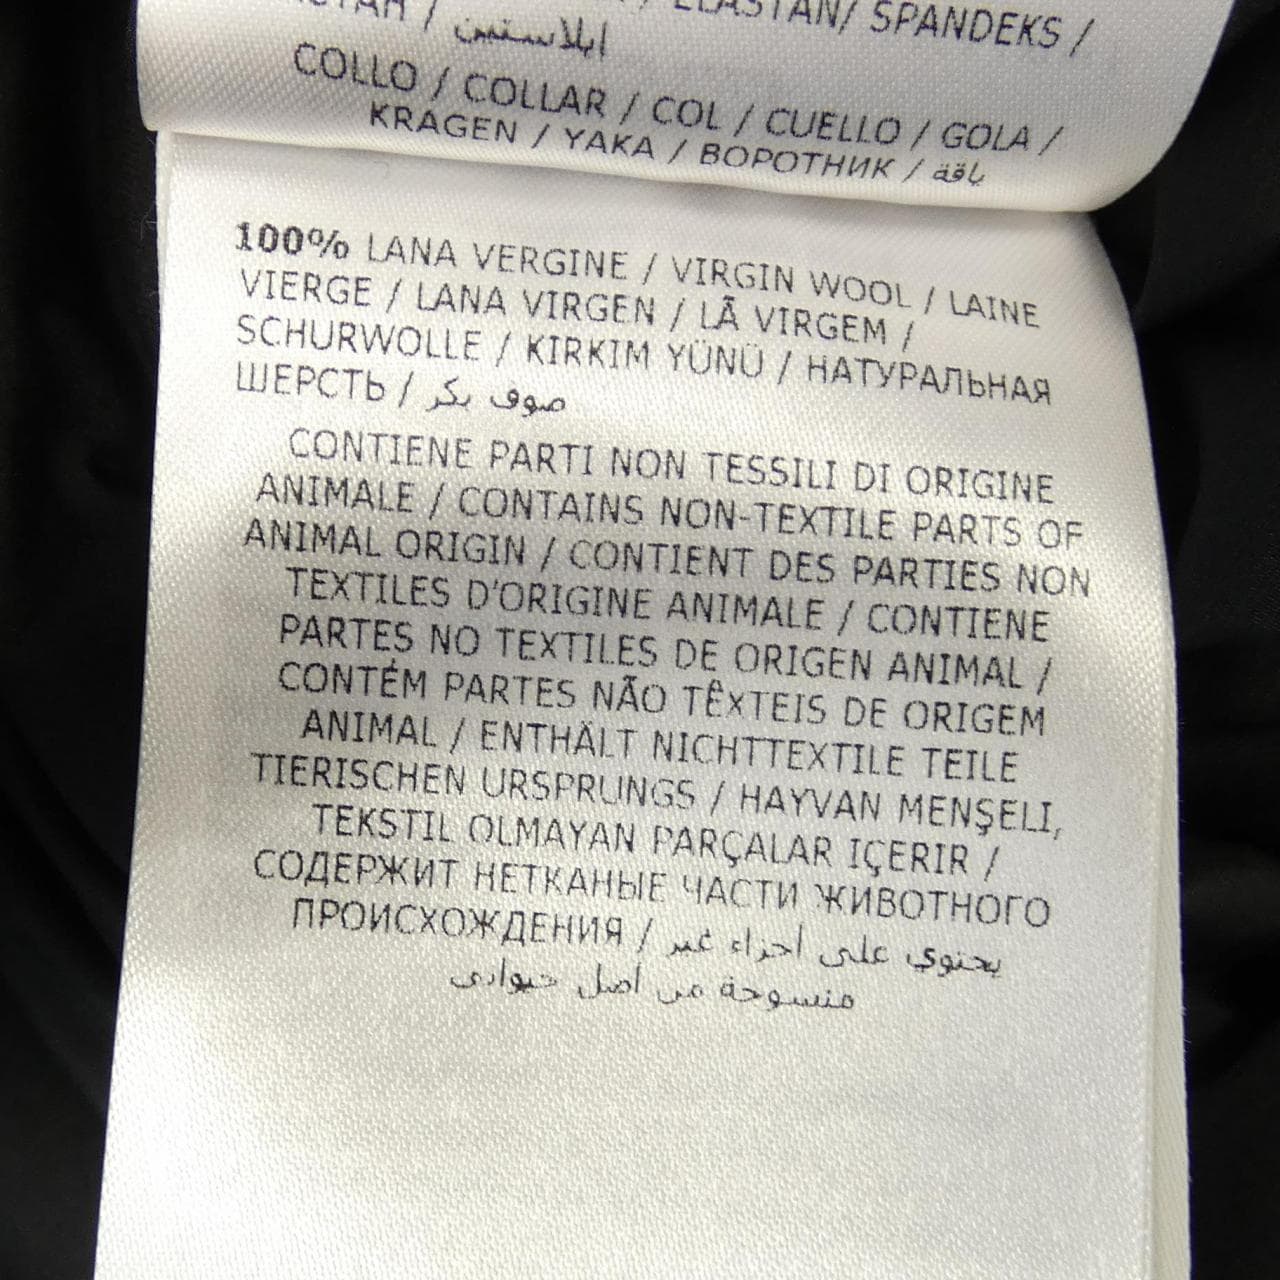 / ELASTAN/ SPANDEKS /
/ ايلاستين
COLLO / COLLAR / COL / CUELLO / GOLA /
KRAGEN / YAKA / ВОРОТНИК / ياقة
100% LANA VERGINE / VIRGIN WOOL / LAINE
VIERGE / LANA VIRGEN / LÃ VIRGEM /
SCHURWOLLE / KIRKIM YÜNÜ / НАТУРАЛЬНАЯ
ШЕРСТЬ / صوف بكر
CONTIENE PARTI NON TESSILI DI ORIGINE
ANIMALE / CONTAINS NON-TEXTILE PARTS OF
ANIMAL ORIGIN / CONTIENT DES PARTIES NON
TEXTILES D'ORIGINE ANIMALE / CONTIENE
PARTES NO TEXTILES DE ORIGEN ANIMAL /
CONTÉM PARTES NÃO TÊXTEIS DE ORIGEM
ANIMAL / ENTHÄLT NICHTTEXTILE TEILE
TIERISCHEN URSPRUNGS / HAYVAN MENŞELI,
TEKSTIL OLMAYAN PARÇALAR IÇERIR /
СОДЕРЖИТ НЕТКАНЫЕ ЧАСТИ ЖИВОТНОГО
ПРОИСХОЖДЕНИЯ / يحتوي على أجزاء غير
منسوجة من أصل حيواني